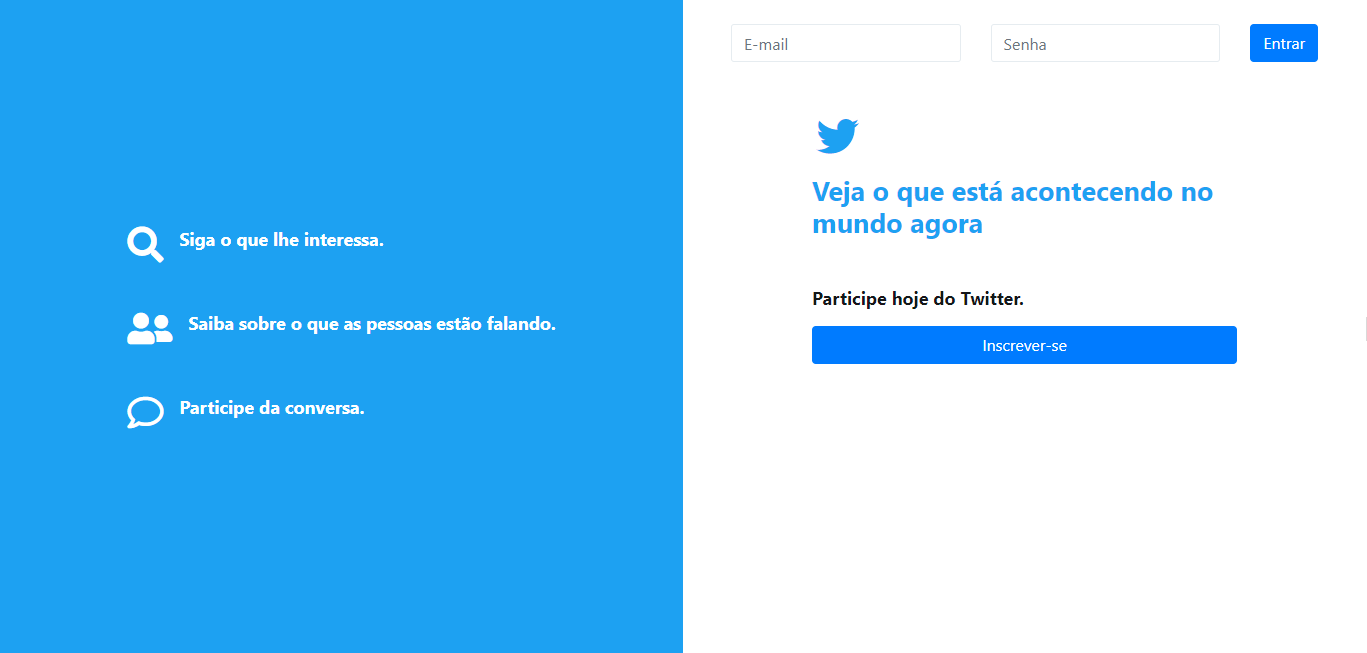 Siga o que lhe interessa.
Saiba sobre o que as pessoas estão falando.
Participe da conversa.
E-mail
Senha
Entrar
Veja o que está acontecendo no
mundo agora
Participe hoje do Twitter.
Inscrever-se